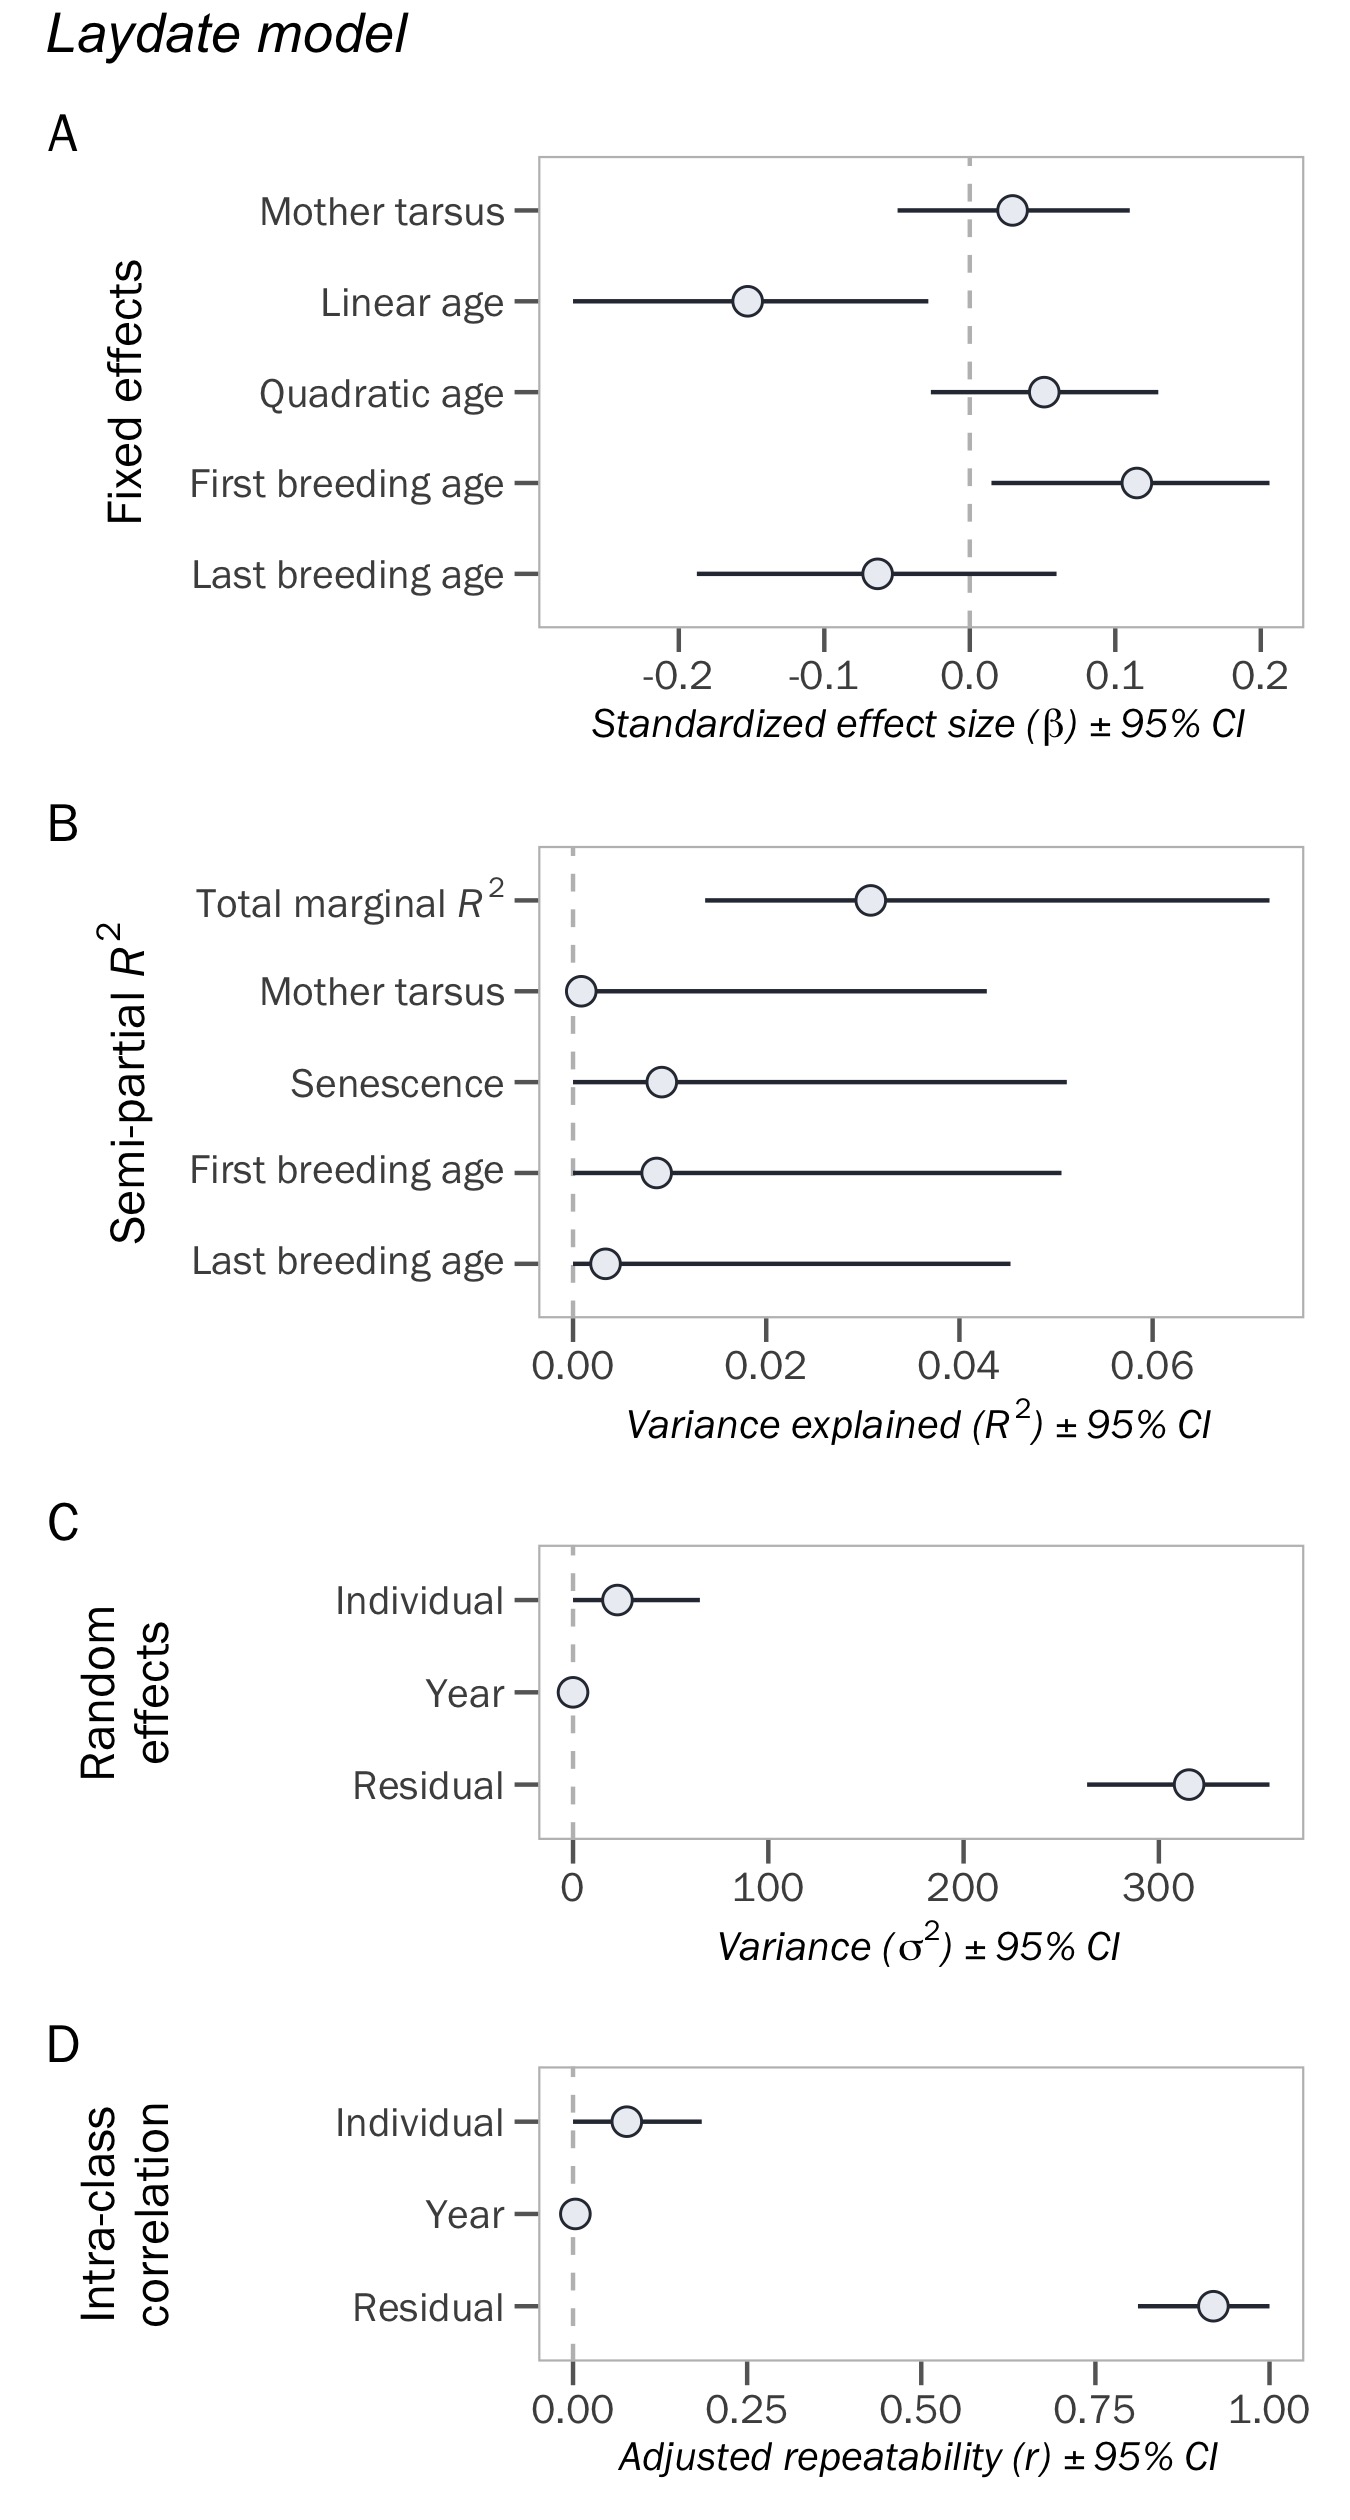 Laydate model
A
Fixed effects
Mother tarsus
Linear age
Quadratic age
First breeding age
Last breeding age
-0.2 -0.1 0.0 0.1 0.2
Standardized effect size (β) ± 95% CI
B
Semi-partial R²
Total marginal R²
Mother tarsus
Senescence
First breeding age
Last breeding age
0.00 0.02 0.04 0.06
Variance explained (R²) ± 95% CI
C
Random
effects
Individual
Year
Residual
0 100 200 300
Variance (σ²) ± 95% CI
D
Intra-class
correlation
Individual
Year
Residual
0.00 0.25 0.50 0.75 1.00
Adjusted repeatability (r) ± 95% CI